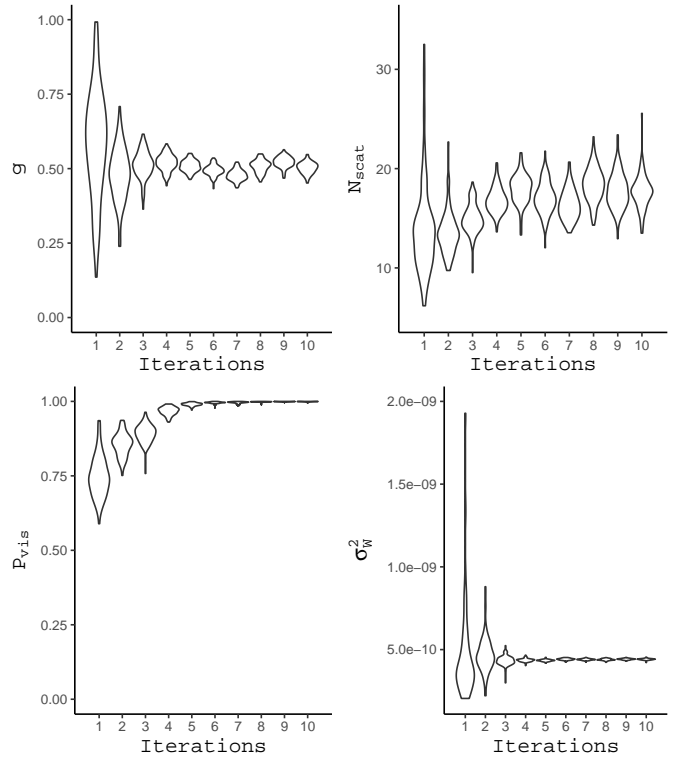 1.00
0.75
0.50
0.25
0.00
g
1 2 3 4 5 6 7 8 9 10
Iterations
30
20
10
Nscat
1 2 3 4 5 6 7 8 9 10
Iterations
1.00
0.75
0.50
0.25
0.00
Pvis
1 2 3 4 5 6 7 8 9 10
Iterations
2.0e−09
1.5e−09
1.0e−09
5.0e−10
σ²W
1 2 3 4 5 6 7 8 9 10
Iterations